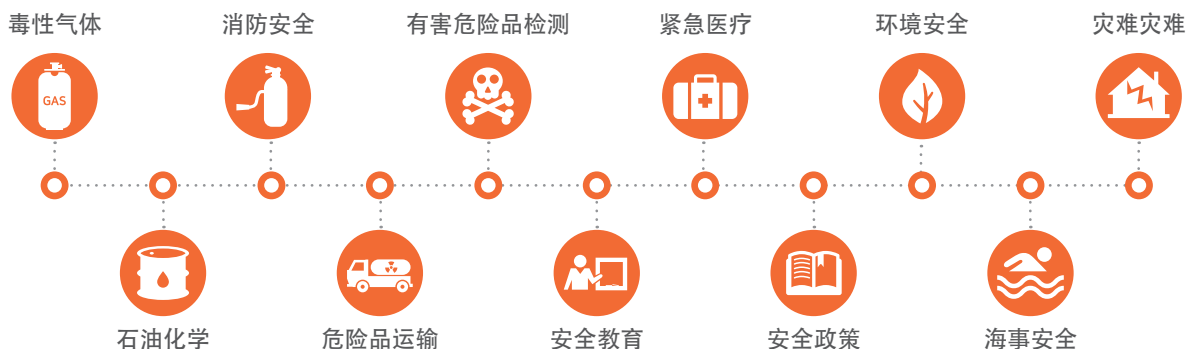 毒性气体
消防安全
有害危险品检测
紧急医疗
环境安全
灾难灾难
GAS
石油化学
危险品运输
安全教育
安全政策
海事安全